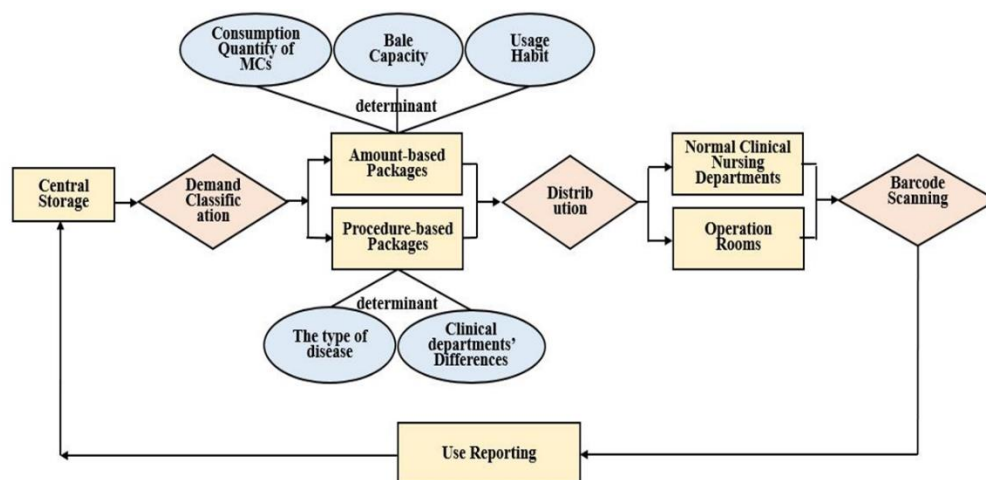 Consumption
Quantity of
MCs
Bale
Capacity
Usage
Habit
determinant
Central
Storage
Demand
Classific
ation
Amount-based
Packages
Procedure-based
Packages
Distrib
ution
Normal Clinical
Nursing
Departments
Operation
Rooms
Barcode
Scanning
determinant
The type of
disease
Clinical
departments’
Differences
Use Reporting